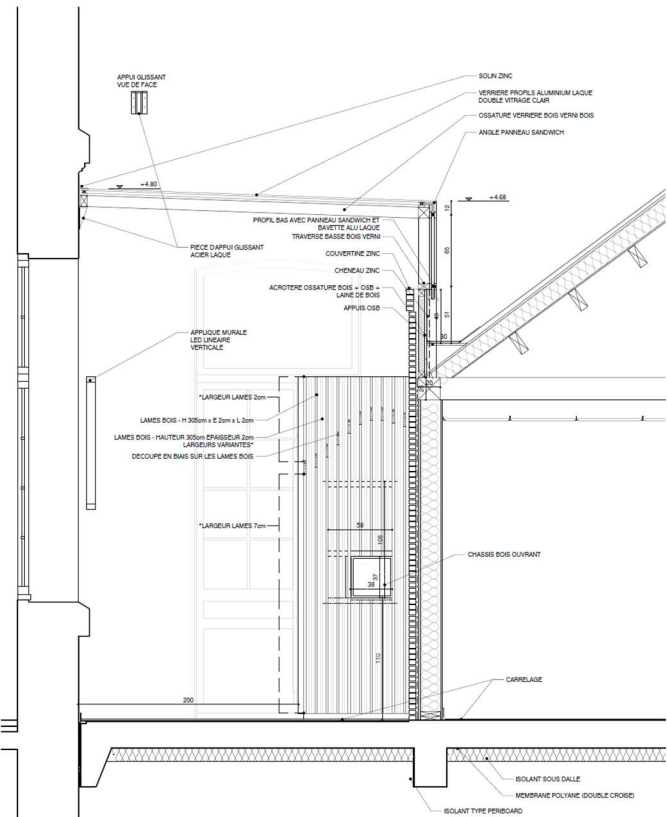 APPUI GLISSANT
VUE DE FACE
SOLIN ZINC
VERRIERE PROFILS ALUMINIUM LAQUE
DOUBLE VITRAGE CLAIR
OSSATURE VERRIERE BOIS VERNI BOIS
ANGLE PANNEAU SANDWICH
+4.80
+4.68
12
PROFIL BAS AVEC PANNEAU SANDWICH ET
BAVETTE ALU LAQUE
TRAVERSE BASSE BOIS VERNI
PIECE D'APPUI GLISSANT
ACIER LAQUE
65
COUVERTINE ZINC
CHENEAU ZINC
ACROTERE OSSATURE BOIS + OSB +
LAINE DE BOIS
APPUIS OSB
40
51
30
APPLIQUE MURALE
LED LINEAIRE
VERTICALE
20
*LARGEUR LAMES 2cm
LAMES BOIS - H 305cm x E 2cm x L 2cm
LAMES BOIS - HAUTEUR 305cm EPAISSEUR 2cm
LARGEURS VARIANTES*
DECOUPE EN BIAIS SUR LES LAMES BOIS
*LARGEUR LAMES 7cm
58
105
CHASSIS BOIS OUVRANT
37
38
110
CARRELAGE
200
ISOLANT SOUS DALLE
MEMBRANE POLYANE (DOUBLE CROISE)
ISOLANT TYPE PERIBOARD